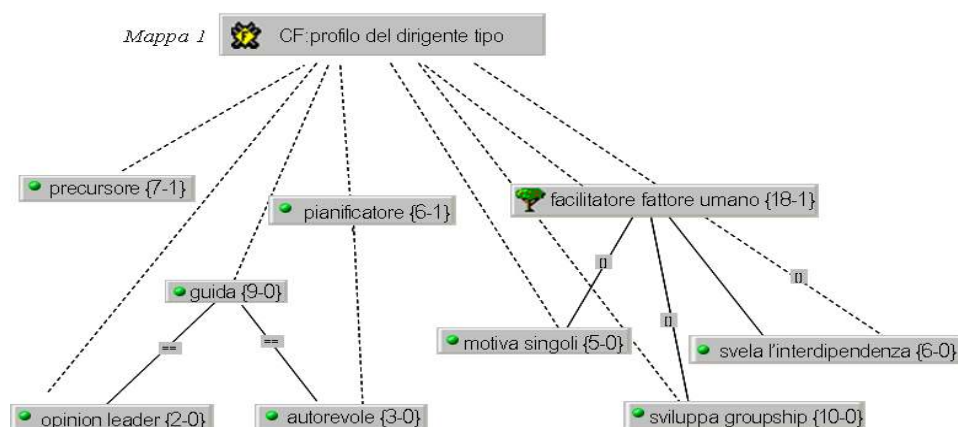 Mappa 1
F
CF:profilo del dirigente tipo
precursore {7-1}
pianificatore {6-1}
facilitatore fattore umano {18-1}
[]
[]
guida {9-0}
[]
==
==
motiva singoli {5-0}
svela l'interdipendenza {6-0}
opinion leader {2-0}
autorevole {3-0}
sviluppa groupship {10-0}